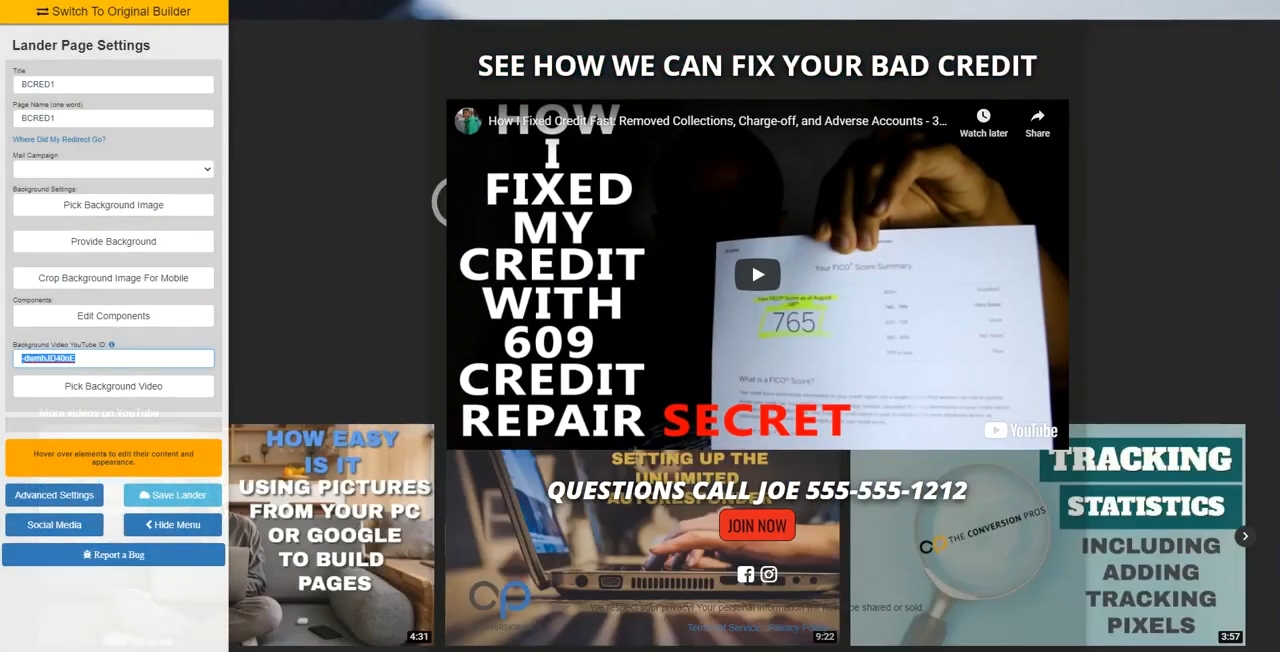 Switch To Original Builder
Lander Page Settings
Title
BCRED1
Page Name (one word)
BCRED1
Where Did My Redirect Go?
Mail Campaign
Background Settings:
Pick Background Image
Provide Background
Crop Background Image For Mobile
Components:
Edit Components
Background Video YouTube ID:
-dwmhJD40nE
Pick Background Video
More videos on YouTube
Hover over elements to edit their content and
appearance.
Advanced Settings
Save Lander
Social Media
Hide Menu
Report a Bug
SEE HOW WE CAN FIX YOUR BAD CREDIT
How I Fixed Credit Fast: Removed Collections, Charge-off, and Adverse Accounts - 3...
Watch later
Share
HOW
I
FIXED
MY
CREDIT
WITH
609
CREDIT
REPAIR SECRET
Your FICO® Score Summary
765
What is a FICO® Score?
YouTube
HOW EASY
IS IT
USING PICTURES
FROM YOUR PC
OR GOOGLE
TO BUILD
PAGES
4:31
SETTING UP THE
UNLIMITED
AUTORESPONDER
QUESTIONS CALL JOE 555-555-1212
JOIN NOW
cp
We respect your privacy! Your personal information will not be shared or sold.
Terms of Service Privacy Policy
9:22
TRACKING
STATISTICS
THE CONVERSION PROS
INCLUDING
ADDING
TRACKING
PIXELS
3:57